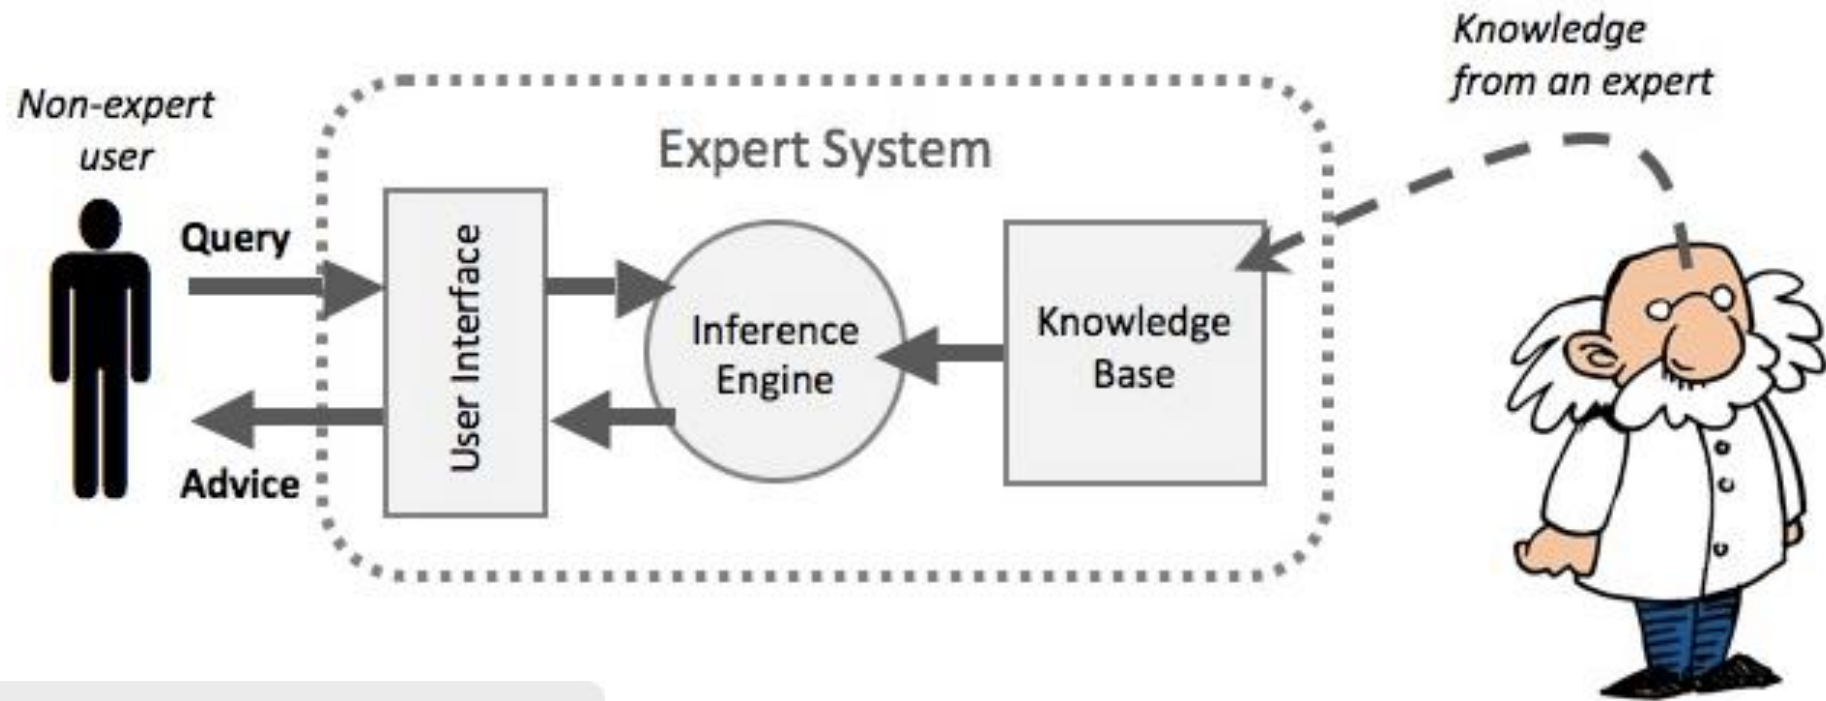 Knowledge
from an expert
Non-expert
user
Expert System
Query
User Interface
Inference
Engine
Knowledge
Base
Advice